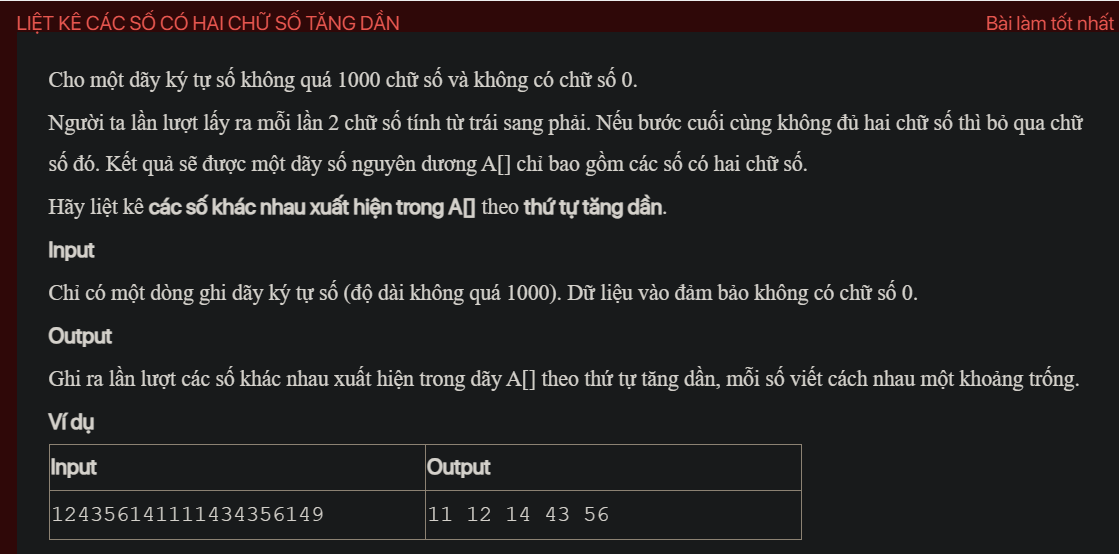 LIỆT KÊ CÁC SỐ CÓ HAI CHỮ SỐ TĂNG DẦN
Bài làm tốt nhất
Cho một dãy ký tự số không quá 1000 chữ số và không có chữ số 0.
Người ta lần lượt lấy ra mỗi lần 2 chữ số tính từ trái sang phải. Nếu bước cuối cùng không đủ hai chữ số thì bỏ qua chữ
số đó. Kết quả sẽ được một dãy số nguyên dương A[] chỉ bao gồm các số có hai chữ số.
Hãy liệt kê các số khác nhau xuất hiện trong A[] theo thứ tự tăng dần.
Input
Chỉ có một dòng ghi dãy ký tự số (độ dài không quá 1000). Dữ liệu vào đảm bảo không có chữ số 0.
Output
Ghi ra lần lượt các số khác nhau xuất hiện trong dãy A[] theo thứ tự tăng dần, mỗi số viết cách nhau một khoảng trống.
Ví dụ
Input Output
124356141111434356149 11 12 14 43 56